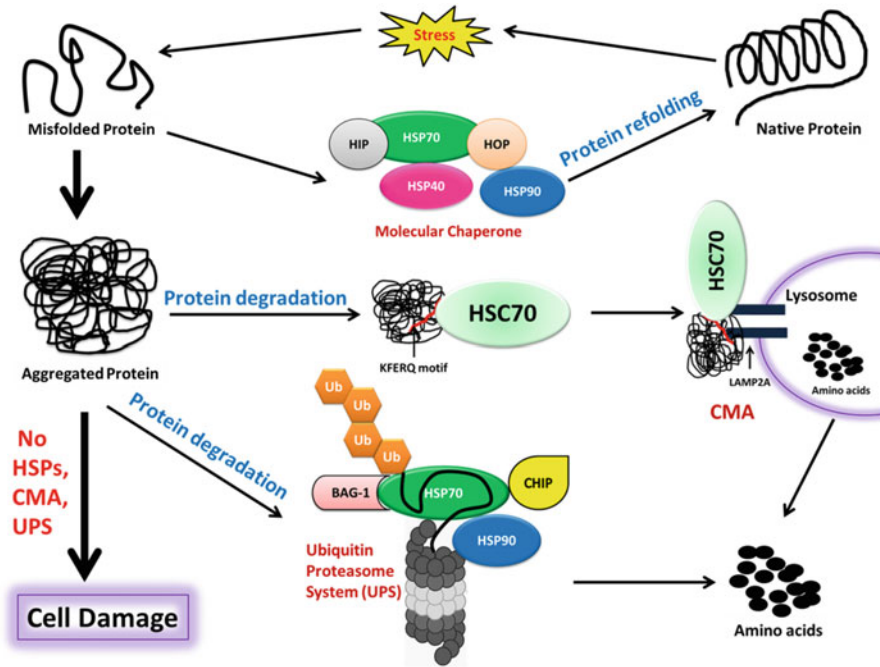 Stress
Misfolded Protein
Native Protein
HIP
HSP70
HOP
HSP40
HSP90
Protein refolding
Molecular Chaperone
Aggregated Protein
Protein degradation
HSC70
KFERQ motif
HSC70
Lysosome
LAMP2A
Amino acids
CMA
No
HSPs,
CMA,
UPS
Cell Damage
Protein degradation
Ub
Ub
Ub
Ub
BAG-1
HSP70
CHIP
HSP90
Ubiquitin
Proteasome
System (UPS)
Amino acids